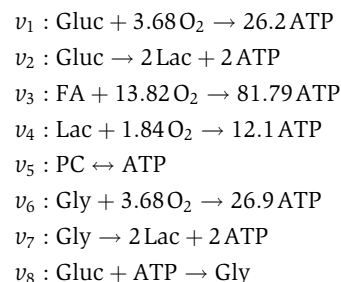 v₁ : Gluc + 3.68 O₂ → 26.2 ATP
v₂ : Gluc → 2 Lac + 2 ATP
v₃ : FA + 13.82 O₂ → 81.79 ATP
v₄ : Lac + 1.84 O₂ → 12.1 ATP
v₅ : PC ↔ ATP
v₆ : Gly + 3.68 O₂ → 26.9 ATP
v₇ : Gly → 2 Lac + 2 ATP
v₈ : Gluc + ATP → Gly